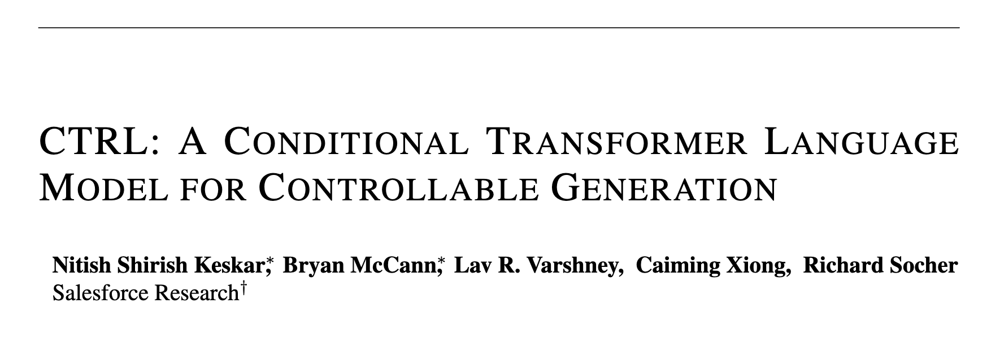 CTRL: A CONDITIONAL TRANSFORMER LANGUAGE
MODEL FOR CONTROLLABLE GENERATION
Nitish Shirish Keskar,* Bryan McCann,* Lav R. Varshney, Caiming Xiong, Richard Socher
Salesforce Research†